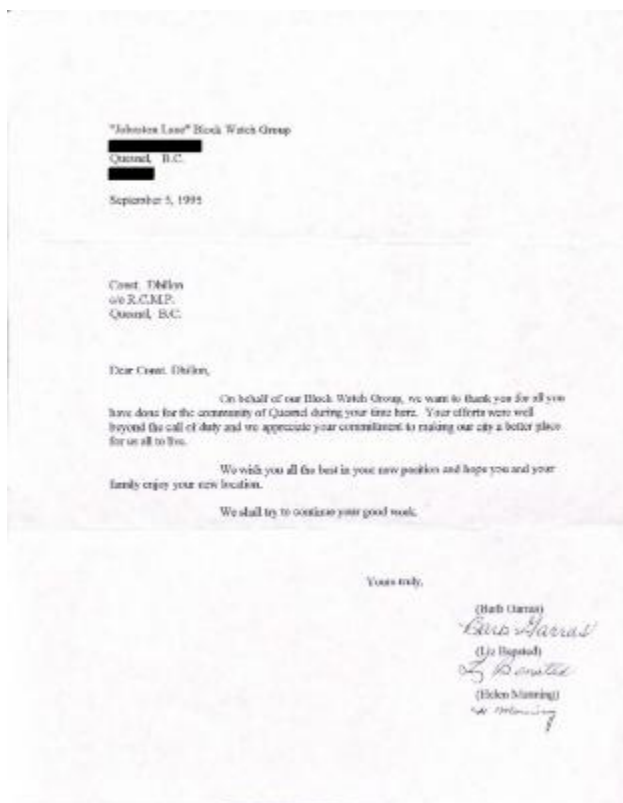 "Johnston Lane" Block Watch Group
Quesnel, B.C.
September 5, 1995
Const. Dhillon
c/o R.C.M.P.
Quesnel, B.C.
Dear Const. Dhillon,
On behalf of our Block Watch Group, we want to thank you for all you
have done for the community of Quesnel during your time here. Your efforts were well
beyond the call of duty and we appreciate your commitment to making our city a better place
for us all to live.
We wish you all the best in your new position and hope you and your
family enjoy your new location.
We shall try to continue your good work.
Yours truly,
(Barb Garras)
Barb Garras
(Liz
(Helen Manning)
H Manning